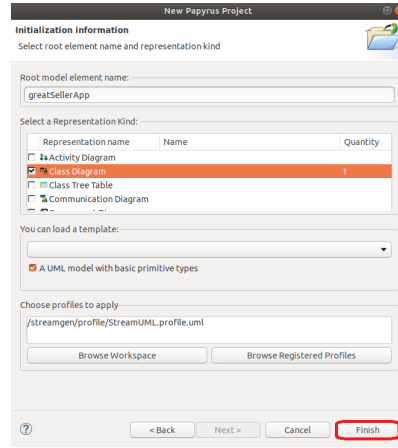 New Papyrus Project
Initialization information
Select root element name and representation kind
Root model element name:
greatSellerApp
Select a Representation Kind:
Representation name Name Quantity
Activity Diagram
Class Diagram 1
Class Tree Table
Communication Diagram
You can load a template:
A UML model with basic primitive types
Choose profiles to apply
/streamgen/profile/StreamUML.profile.uml
Browse Workspace Browse Registered Profiles
? < Back Next > Cancel Finish